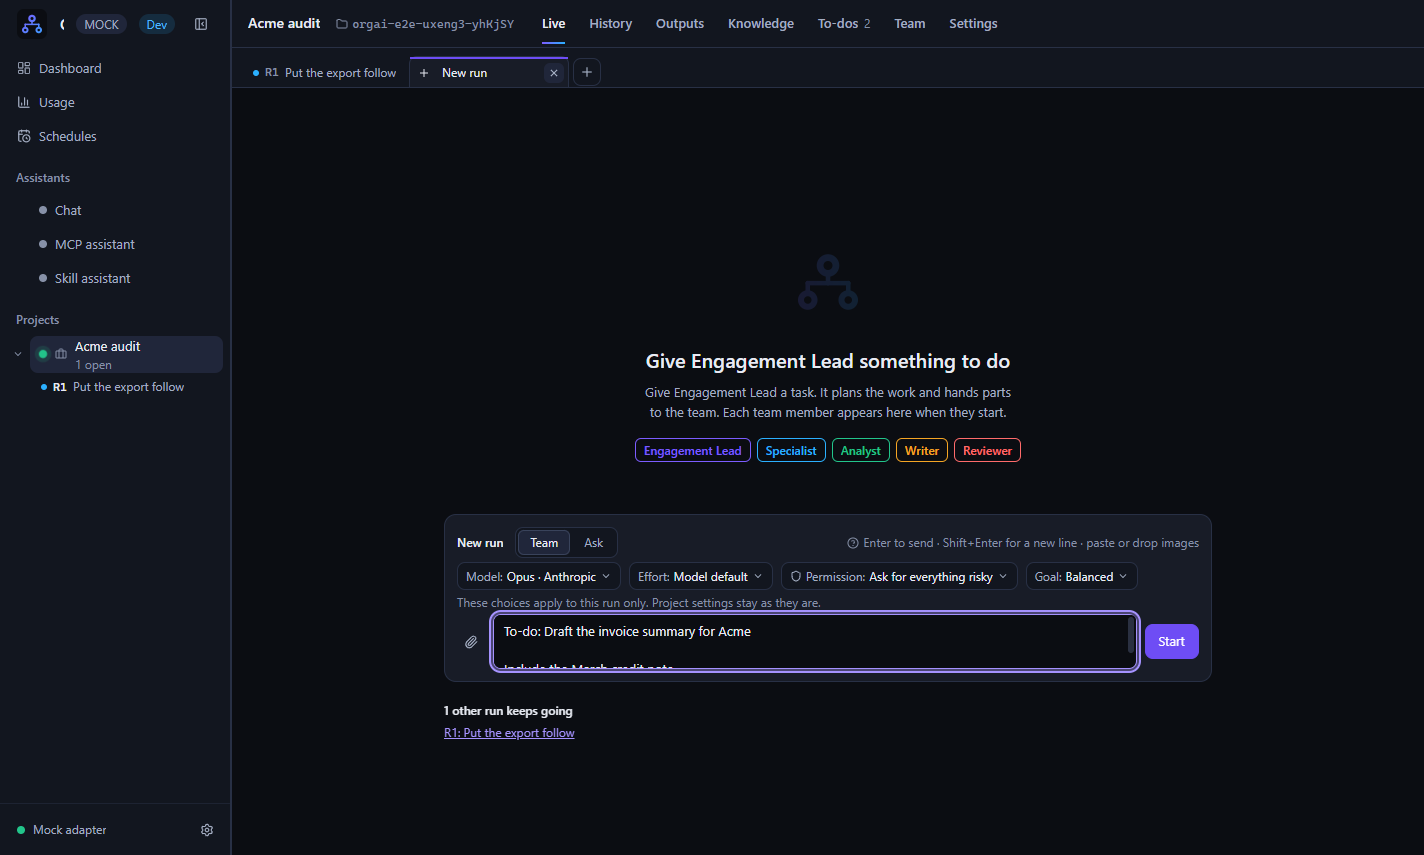 MOCK
Dev
Dashboard
Usage
Schedules
Assistants
Chat
MCP assistant
Skill assistant
Projects
Acme audit
1 open
R1 Put the export follow
Mock adapter
Acme audit orgai-e2e-uxeng3-yhKjSY Live History Outputs Knowledge To-dos 2 Team Settings
R1 Put the export follow
New run
Give Engagement Lead something to do
Give Engagement Lead a task. It plans the work and hands parts
to the team. Each team member appears here when they start.
Engagement Lead Specialist Analyst Writer Reviewer
New run Team Ask Enter to send · Shift+Enter for a new line · paste or drop images
Model: Opus · Anthropic Effort: Model default Permission: Ask for everything risky Goal: Balanced
These choices apply to this run only. Project settings stay as they are.
To-do: Draft the invoice summary for Acme
Include the March credit note
Start
1 other run keeps going
R1: Put the export follow